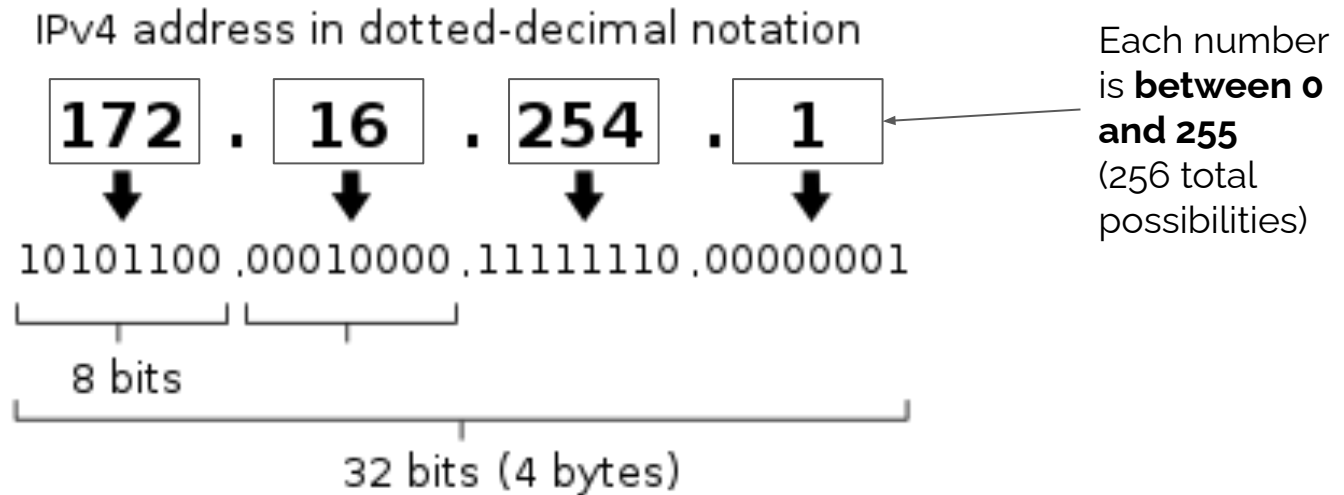 IPv4 address in dotted-decimal notation
172 . 16 . 254 . 1
10101100 .00010000 .11111110 .00000001
8 bits
32 bits (4 bytes)
Each number
is between 0
and 255
(256 total
possibilities)